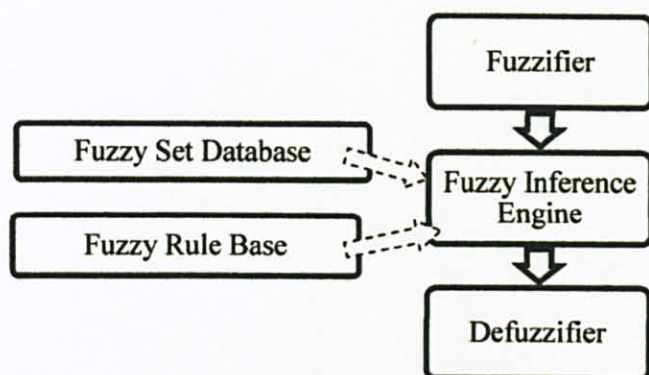 Fuzzifier
Fuzzy Set Database
Fuzzy Inference
Engine
Fuzzy Rule Base
Defuzzifier